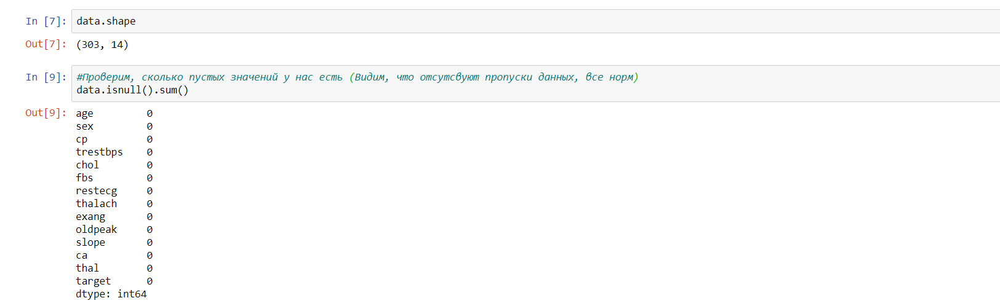 In [7]: data.shape
Out[7]: (303, 14)
In [9]: #Проверим, сколько пустых значений у нас есть (Видим, что отсутсвуют пропуски данных, все норм)
data.isnull().sum()
Out[9]: age 0
sex 0
cp 0
trestbps 0
chol 0
fbs 0
restecg 0
thalach 0
exang 0
oldpeak 0
slope 0
ca 0
thal 0
target 0
dtype: int64